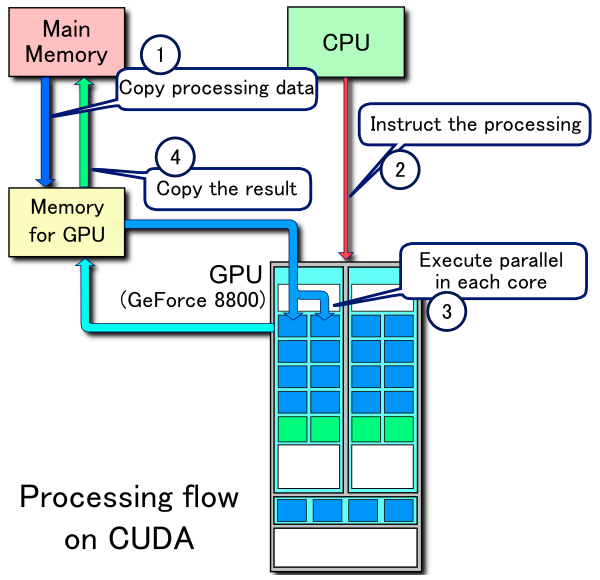 Main
Memory
CPU
1
Copy processing data
Instruct the processing
2
4
Copy the result
Memory
for GPU
GPU
(GeForce 8800)
Execute parallel
in each core
3
Processing flow
on CUDA